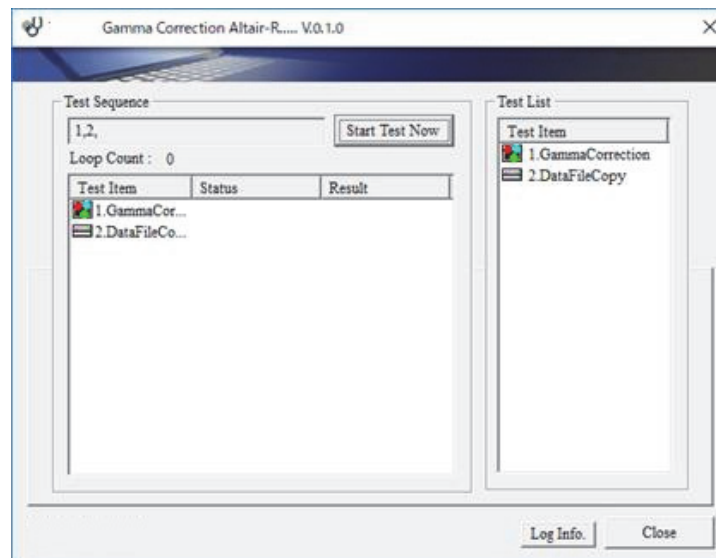 Gamma Correction Altair-R..... V.0.1.0
Test Sequence
1,2,
Start Test Now
Loop Count : 0
Test Item Status Result
1.GammaCor...
2.DataFileCo...
Test List
Test Item
1.GammaCorrection
2.DataFileCopy
Log Info.
Close